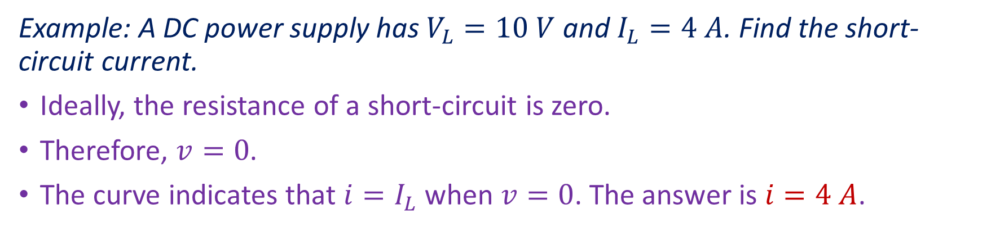 Example: A DC power supply has V_L = 10 V and I_L = 4 A. Find the short-
circuit current.
• Ideally, the resistance of a short-circuit is zero.
• Therefore, v = 0.
• The curve indicates that i = I_L when v = 0. The answer is i = 4 A.